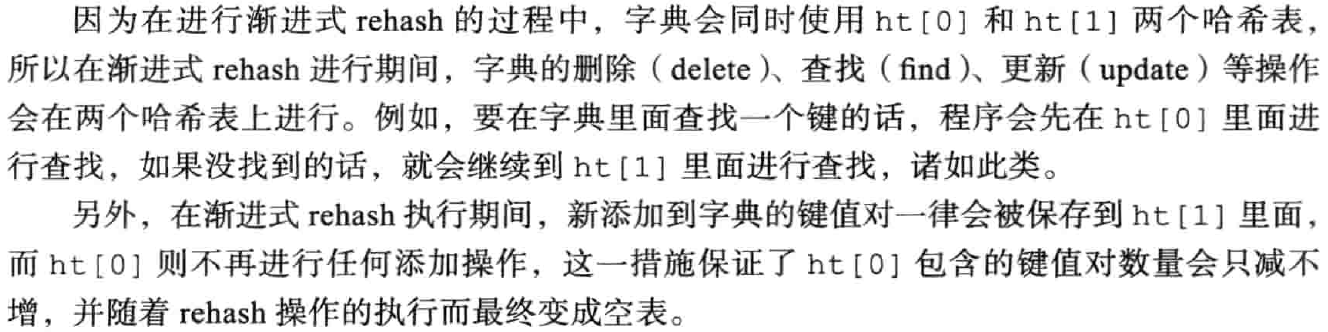 因为在进行渐进式 rehash 的过程中，字典会同时使用 ht[0] 和 ht[1] 两个哈希表，
所以在渐进式 rehash 进行期间，字典的删除（delete）、查找（find）、更新（update）等操作
会在两个哈希表上进行。例如，要在字典里面查找一个键的话，程序会先在 ht[0] 里面进
行查找，如果没找到的话，就会继续到 ht[1] 里面进行查找，诸如此类。
另外，在渐进式 rehash 执行期间，新添加到字典的键值对一律会被保存到 ht[1] 里面，
而 ht[0] 则不再进行任何添加操作，这一措施保证了 ht[0] 包含的键值对数量会只减不
增，并随着 rehash 操作的执行而最终变成空表。